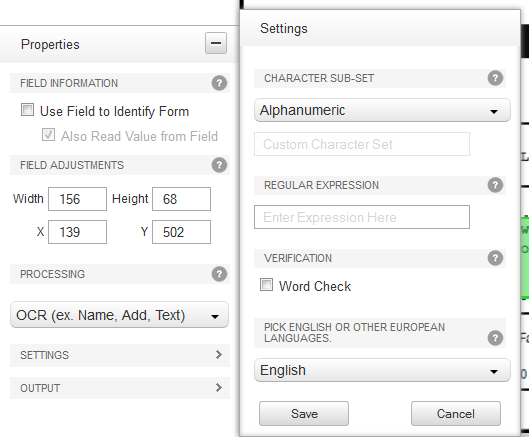 Properties
FIELD INFORMATION ?
Use Field to Identify Form
Also Read Value from Field
FIELD ADJUSTMENTS ?
Width 156 Height 68
X 139 Y 502
PROCESSING ?
OCR (ex. Name, Add, Text)
SETTINGS
OUTPUT
Settings
CHARACTER SUB-SET ?
Alphanumeric
Custom Character Set
REGULAR EXPRESSION ?
Enter Expression Here
VERIFICATION ?
Word Check
PICK ENGLISH OR OTHER EUROPEAN
LANGUAGES. ?
English
Save Cancel